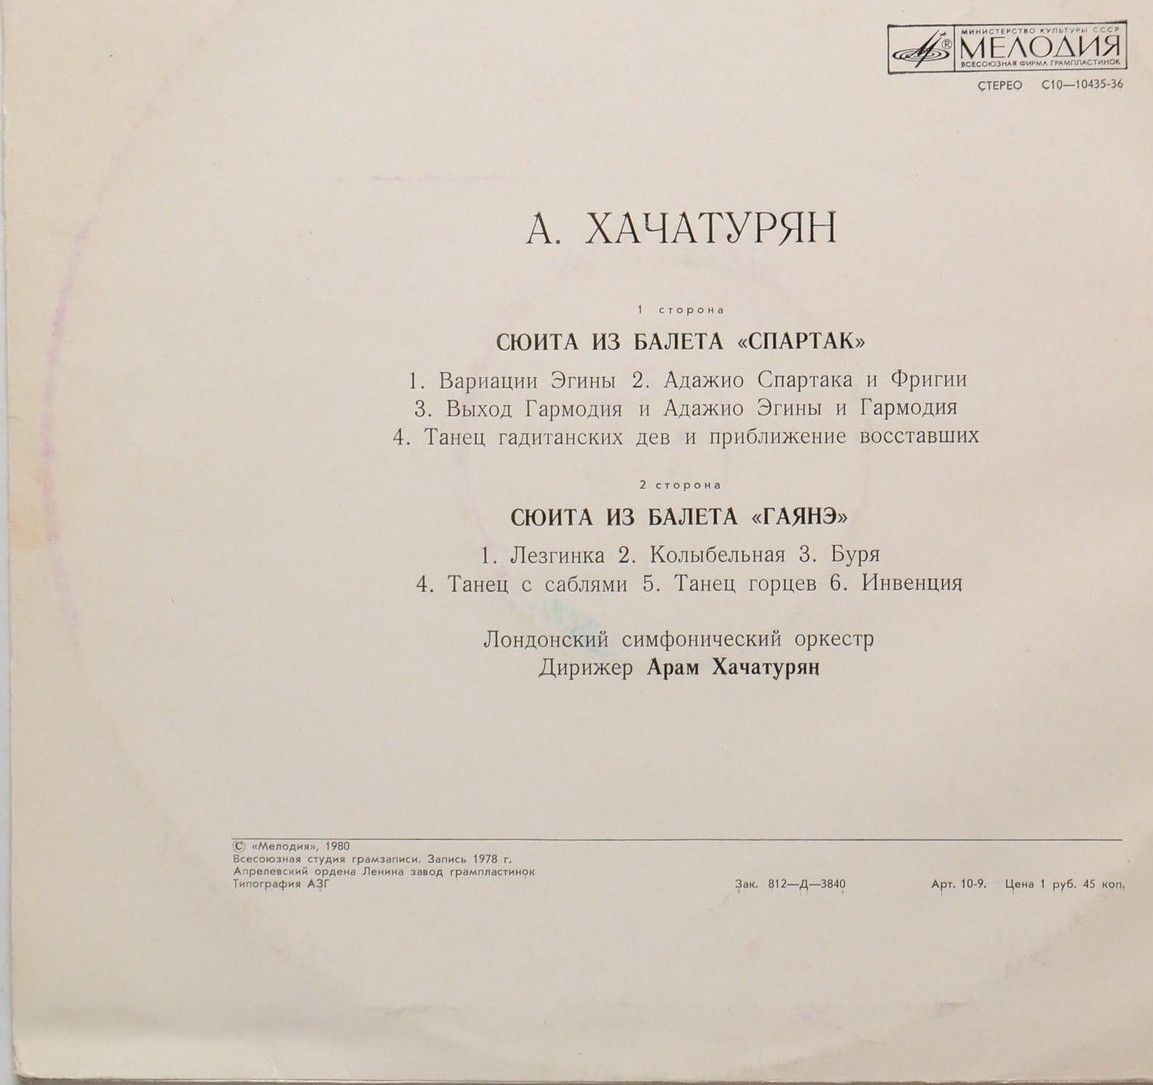 МИНИСТЕРСТВО КУЛЬТУРЫ СССР
МЕЛОДИЯ
ВСЕСОЮЗНАЯ ФИРМА ГРАМПЛАСТИНОК
СТЕРЕО С10—10435-36
А. ХАЧАТУРЯН
1 сторона
СЮИТА ИЗ БАЛЕТА «СПАРТАК»
1. Вариации Эгины 2. Адажио Спартака и Фригии
3. Выход Гармодия и Адажио Эгины и Гармодия
4. Танец гадитанских дев и приближение восставших
2 сторона
СЮИТА ИЗ БАЛЕТА «ГАЯНЭ»
1. Лезгинка 2. Колыбельная 3. Буря
4. Танец с саблями 5. Танец горцев 6. Инвенция
Лондонский симфонический оркестр
Дирижер Арам Хачатурян
© «Мелодия», 1980
Всесоюзная студия грамзаписи. Запись 1978 г.
Апрелевский ордена Ленина завод грампластинок
Типография АЗГ Зак. 812—Д—3840 Арт. 10-9. Цена 1 руб. 45 коп.